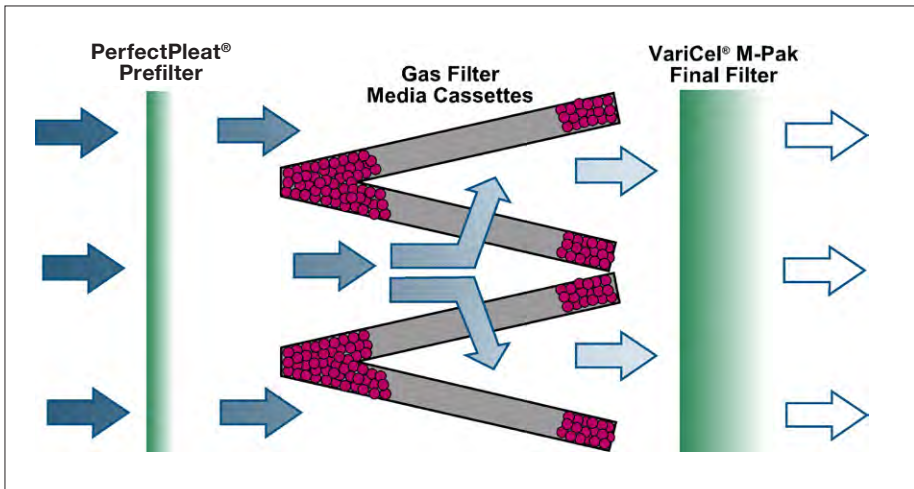 PerfectPleat®
Prefilter
Gas Filter
Media Cassettes
VariCel® M-Pak
Final Filter